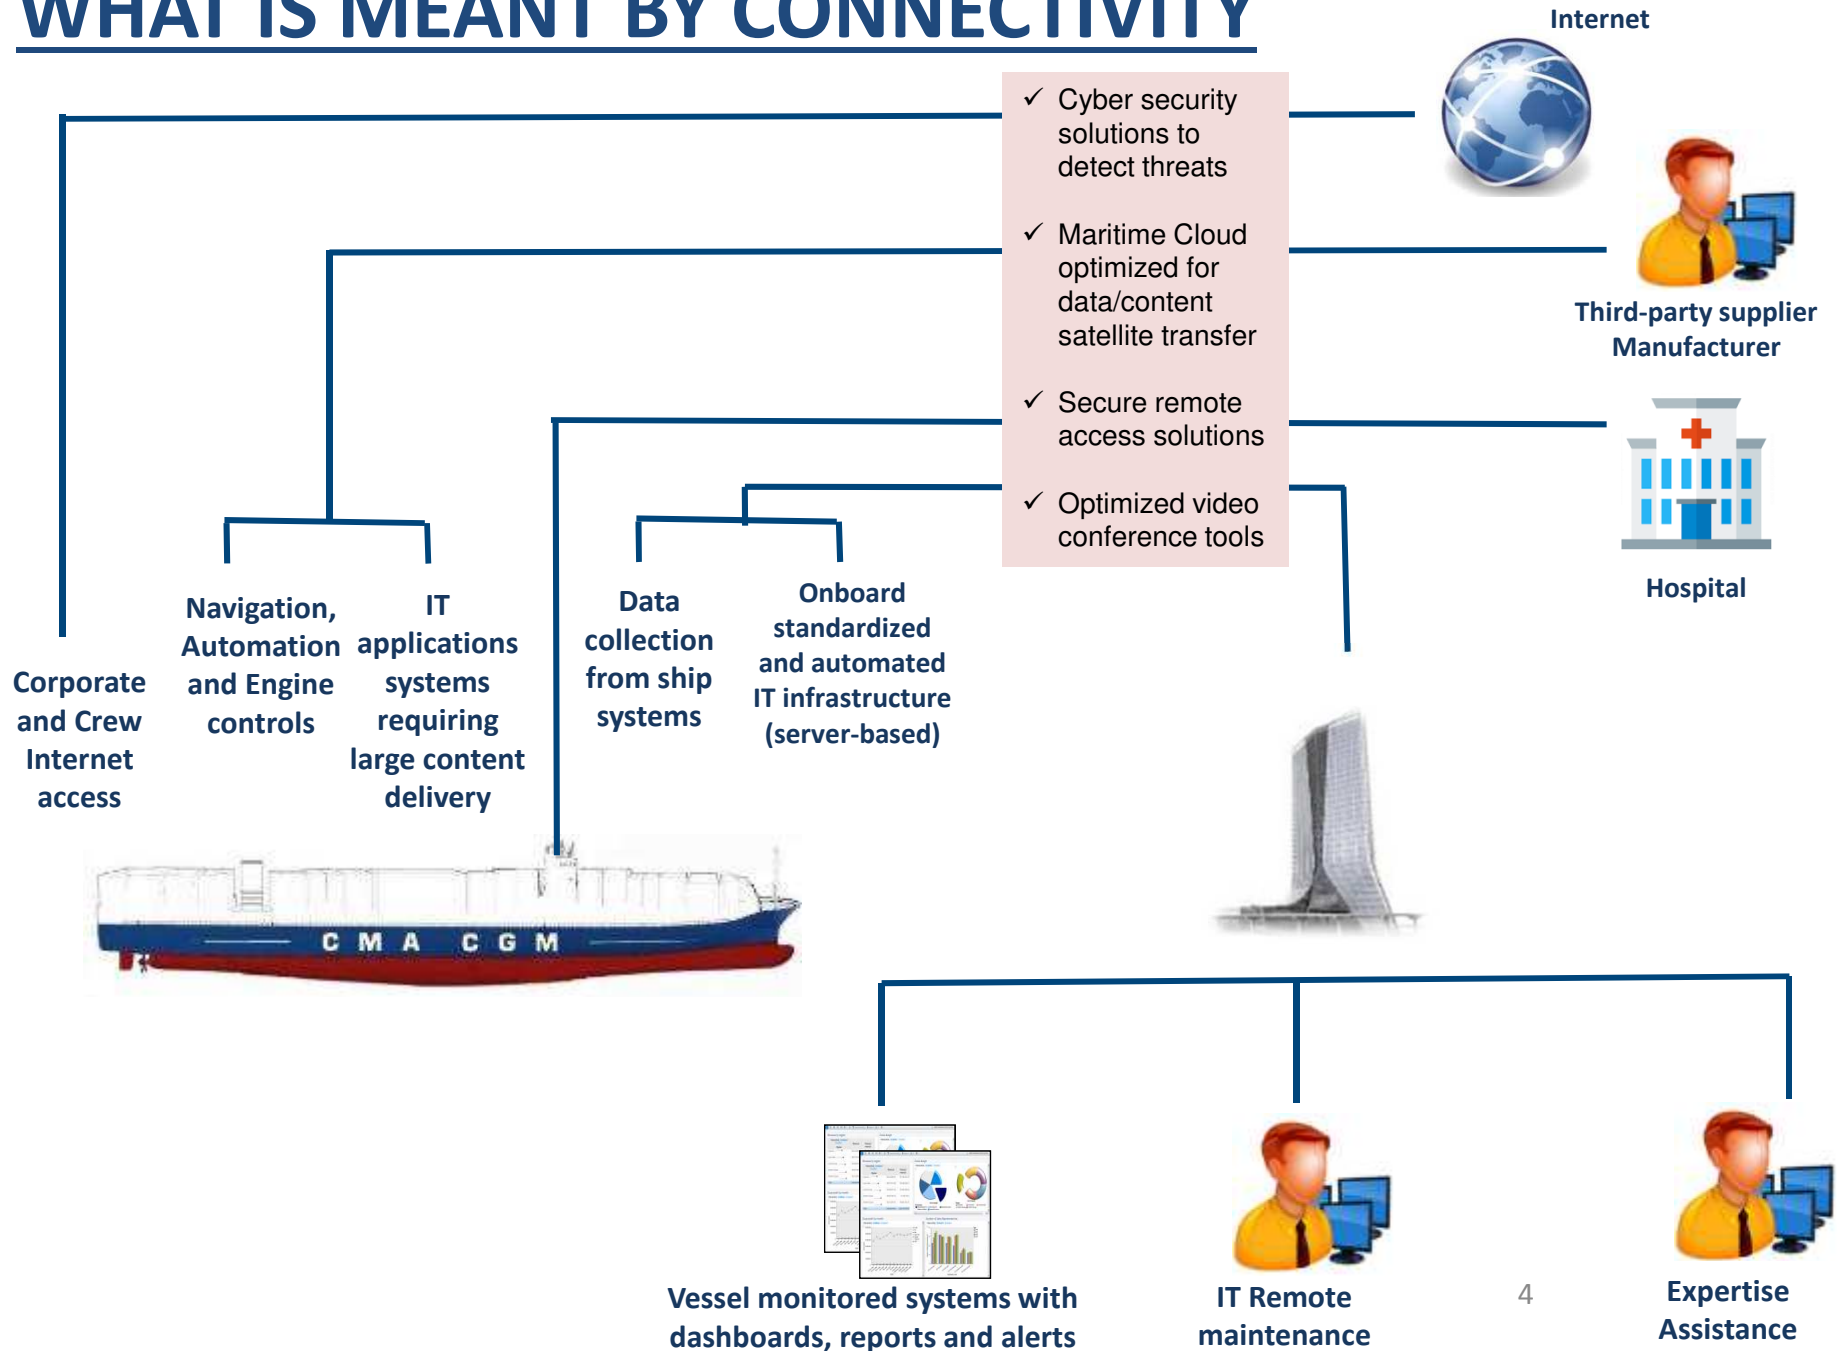 WHAT IS MEANT BY CONNECTIVITY
Internet
✓ Cyber security
solutions to
detect threats
✓ Maritime Cloud
optimized for
data/content
satellite transfer
✓ Secure remote
access solutions
✓ Optimized video
conference tools
Third-party supplier
Manufacturer
Hospital
Corporate
and Crew
Internet
access
Navigation,
Automation
and Engine
controls
IT
applications
systems
requiring
large content
delivery
Data
collection
from ship
systems
Onboard
standardized
and automated
IT infrastructure
(server-based)
CMA CGM
Vessel monitored systems with
dashboards, reports and alerts
IT Remote
maintenance
4
Expertise
Assistance